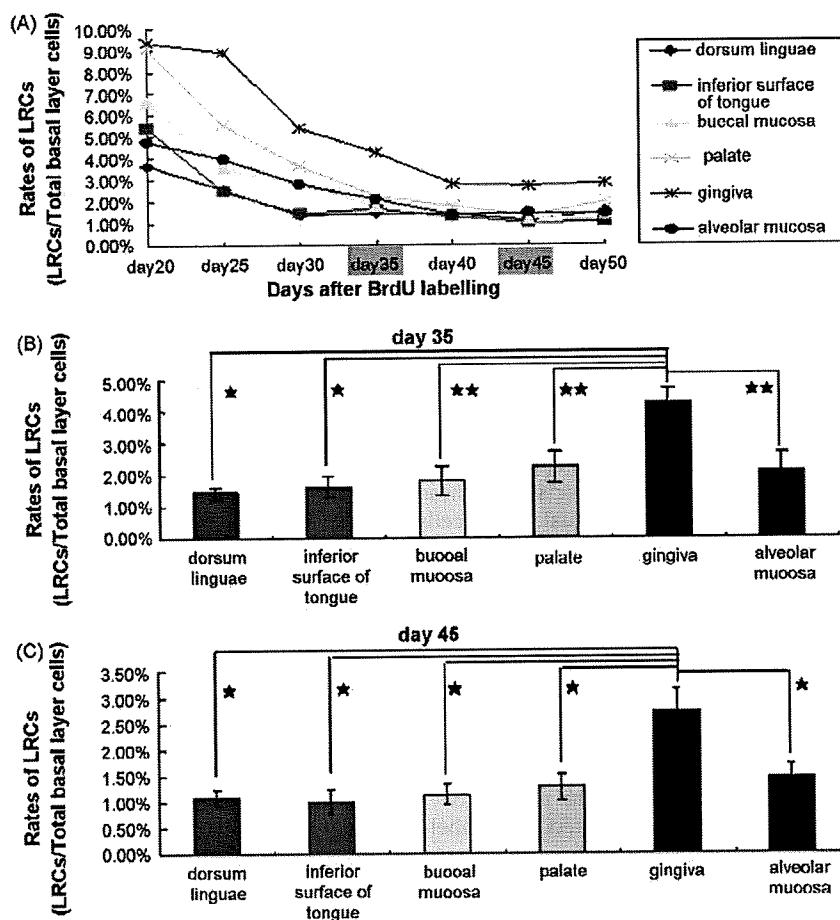 (A)
10.00%
9.00%
8.00%
7.00%
6.00%
5.00%
4.00%
3.00%
2.00%
1.00%
0.00%
Rates of LRCs
(LRCs/Total basal layer cells)
day20 day25 day30 day35 day40 day45 day50
Days after BrdU labelling
dorsum linguae
inferior surface
of tongue
buccal mucosa
palate
gingiva
alveolar mucosa
(B)
day 35
5.00%
4.00%
3.00%
2.00%
1.00%
0.00%
Rates of LRCs
(LRCs/Total basal layer cells)
dorsum inferior buooal palate gingiva alveolar
linguae surface of muoosa muoosa
tongue
(C)
day 45
3.50%
3.00%
2.50%
2.00%
1.50%
1.00%
0.50%
0.00%
Rates of LRCs
(LRCs/Total basal layer cells)
dorsum inferior buooal palate gingiva alveolar
linguae surface of muoosa muoosa
tongue